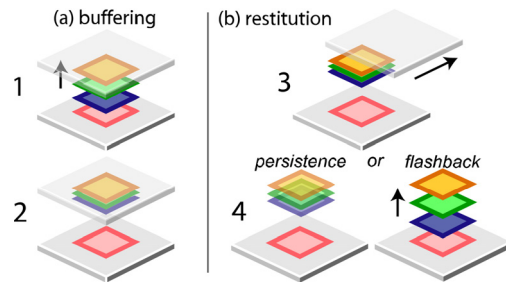 (a) buffering
1
2
(b) restitution
3
persistence or flashback
4